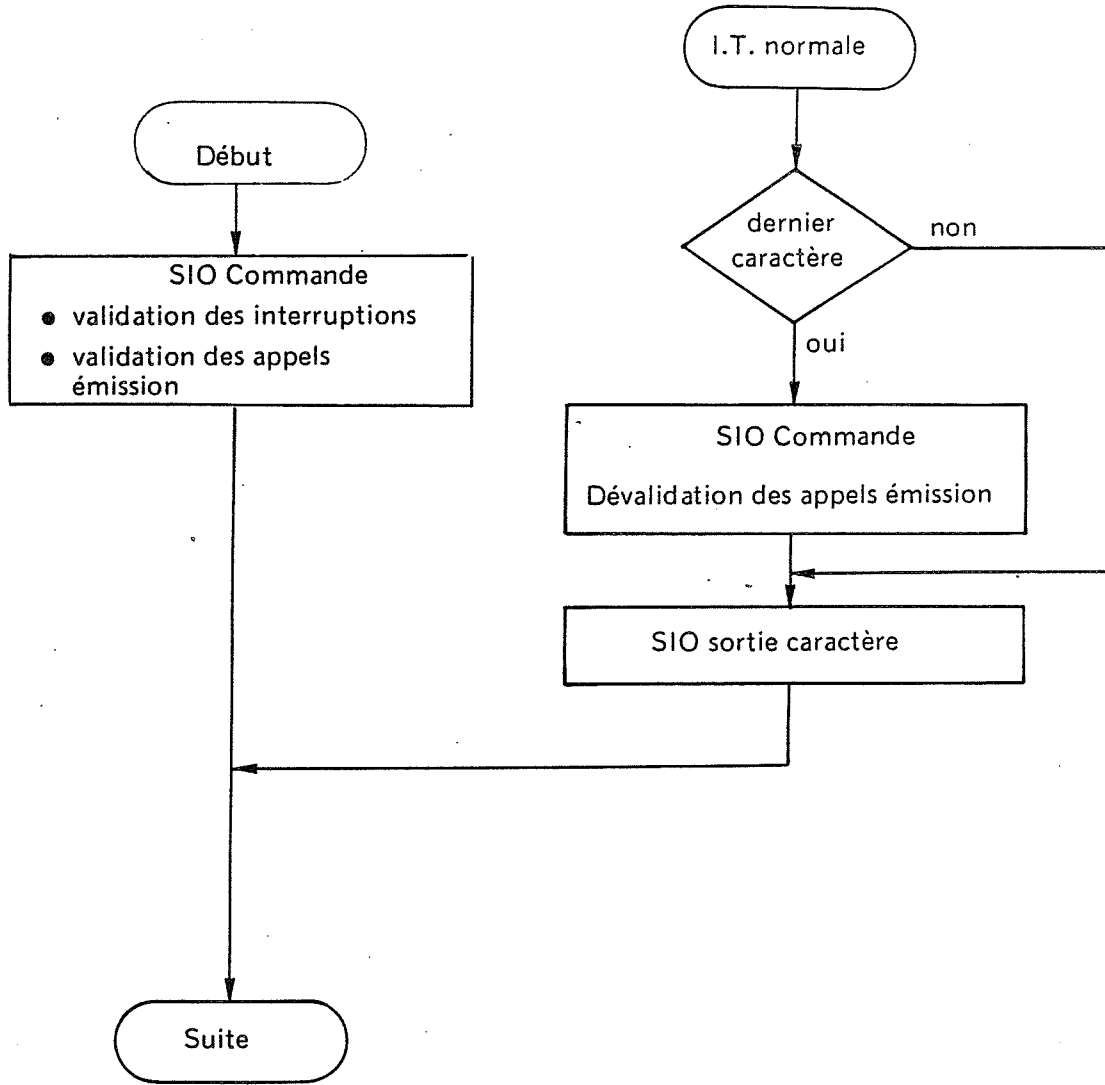 Début
SIO Commande
● validation des interruptions
● validation des appels
émission
Suite
I.T. normale
dernier
caractère
non
oui
SIO Commande
Dévalidation des appels émission
SIO sortie caractère